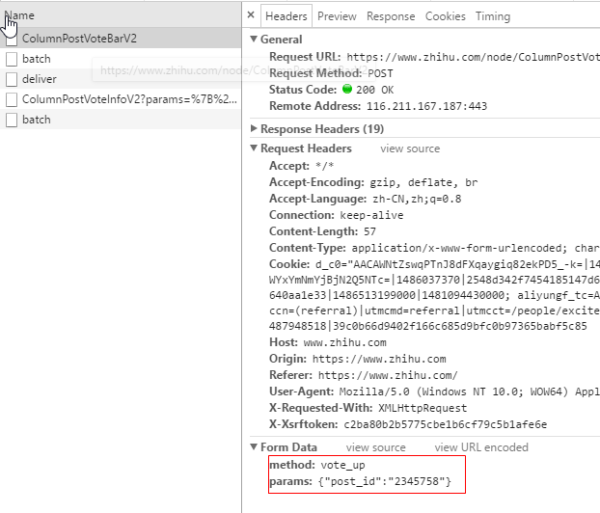 Name
ColumnPostVoteBarV2
batch
deliver
ColumnPostVoteInfoV2?params=%7B%2...
batch
https://www.zhihu.com/node/ColumnPostVoteBarV2
× Headers Preview Response Cookies Timing
▼ General
Request URL: https://www.zhihu.com/node/ColumnPostVot
Request Method: POST
Status Code: 200 OK
Remote Address: 116.211.167.187:443
▶ Response Headers (19)
▼ Request Headers view source
Accept: */*
Accept-Encoding: gzip, deflate, br
Accept-Language: zh-CN,zh;q=0.8
Connection: keep-alive
Content-Length: 57
Content-Type: application/x-www-form-urlencoded; char
Cookie: d_c0="AACAWNtZswqPTnJ8dFXqaygiq82ekPD5_-k=|14
WYxYmNmYjBjN2Q5NTc=|1486037370|2548d342f7454185147d6
640aa1e33|1486513199000|1481094430000; aliyungf_tc=A
ccn=(referral)|utmcmd=referral|utmcct=/people/excite
487948518|39c0b66d9402f166c685d9bfc0b97365babf5c85
Host: www.zhihu.com
Origin: https://www.zhihu.com
Referer: https://www.zhihu.com/
User-Agent: Mozilla/5.0 (Windows NT 10.0; WOW64) Appl
X-Requested-With: XMLHttpRequest
X-Xsrftoken: c2ba80b2b5775cbe1b6cf79c5b1afe6e
▼ Form Data view source view URL encoded
method: vote_up
params: {"post_id":"2345758"}